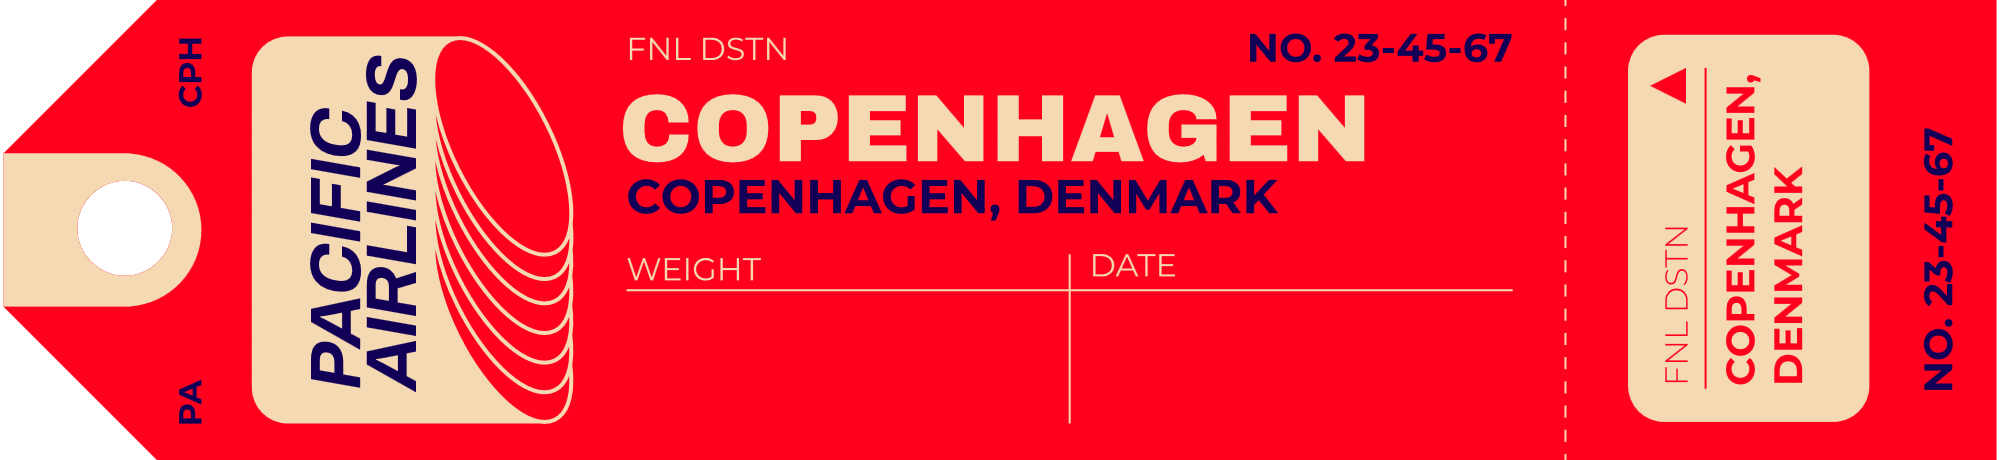 CPH
PA
PACIFIC
AIRLINES
FNL DSTN
NO. 23-45-67
COPENHAGEN
COPENHAGEN, DENMARK
WEIGHT
DATE
FNL DSTN
COPENHAGEN,
DENMARK
NO. 23-45-67